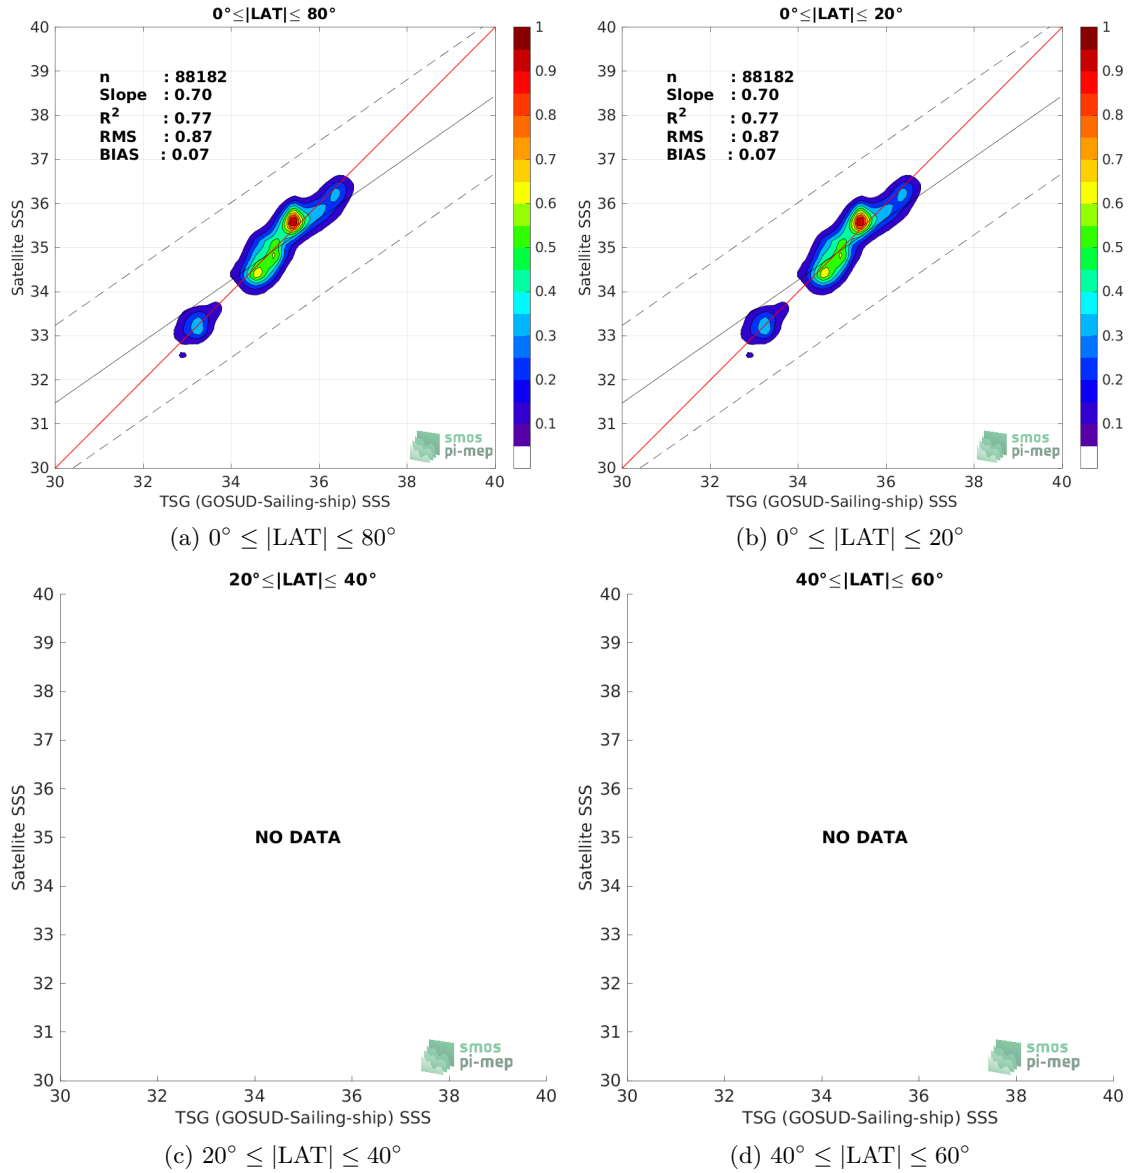 0°≤|LAT|≤ 80°
40
39
38
37
36
35
34
33
32
31
30
Satellite SSS
n : 88182
Slope : 0.70
R² : 0.77
RMS : 0.87
BIAS : 0.07
smos
pi-mep
30 32 34 36 38 40
TSG (GOSUD-Sailing-ship) SSS
1
0.9
0.8
0.7
0.6
0.5
0.4
0.3
0.2
0.1
(a) 0° ≤ |LAT| ≤ 80°
0°≤|LAT|≤ 20°
40
39
38
37
36
35
34
33
32
31
30
Satellite SSS
n : 88182
Slope : 0.70
R² : 0.77
RMS : 0.87
BIAS : 0.07
smos
pi-mep
30 32 34 36 38 40
TSG (GOSUD-Sailing-ship) SSS
1
0.9
0.8
0.7
0.6
0.5
0.4
0.3
0.2
0.1
(b) 0° ≤ |LAT| ≤ 20°
20°≤|LAT|≤ 40°
40
39
38
37
36
35
34
33
32
31
30
Satellite SSS
NO DATA
smos
pi-mep
30 32 34 36 38 40
TSG (GOSUD-Sailing-ship) SSS
(c) 20° ≤ |LAT| ≤ 40°
40°≤|LAT|≤ 60°
40
39
38
37
36
35
34
33
32
31
30
Satellite SSS
NO DATA
smos
pi-mep
30 32 34 36 38 40
TSG (GOSUD-Sailing-ship) SSS
(d) 40° ≤ |LAT| ≤ 60°